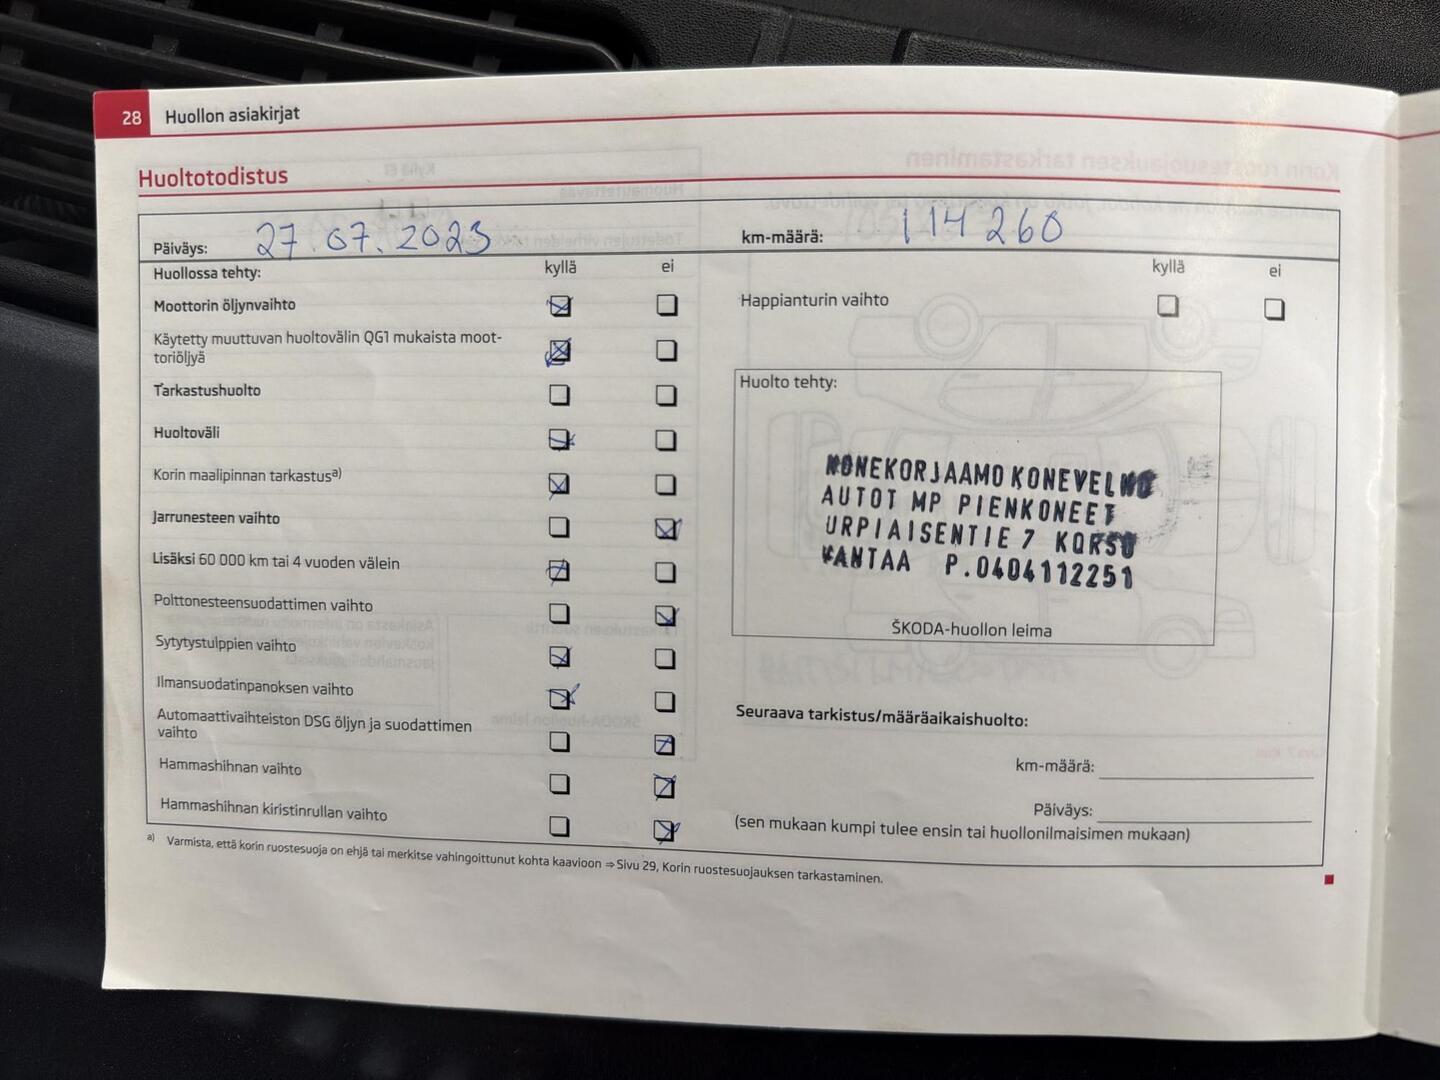 28 Huollon asiakirjat
Huoltotodistus
Päiväys: 27.07.2023
km-määrä: 114 260
Huollossa tehty: kyllä ei
Moottorin öljynvaihto
Käytetty muuttuvan huoltovälin QG1 mukaista moot-
toriöljyä
Tarkastushuolto
Huoltoväli
Korin maalipinnan tarkastus a)
Jarrunesteen vaihto
Lisäksi 60 000 km tai 4 vuoden välein
Polttonesteensuodattimen vaihto
Sytytystulppien vaihto
Ilmansuodatinpanoksen vaihto
Automaattivaihteiston DSG öljyn ja suodattimen
vaihto
Hammashihnan vaihto
Hammashihnan kiristinrullan vaihto
kyllä ei
Happianturin vaihto
Huolto tehty:
KONEKORJAAMO KONEVELHO
AUTOT MP PIENKONEET
URPIAISENTIE 7 KORSO
VANTAA P.0404112251
ŠKODA-huollon leima
Seuraava tarkistus/määräaikaishuolto:
km-määrä:
Päiväys:
(sen mukaan kumpi tulee ensin tai huollonilmaisimen mukaan)
a) Varmista, että korin ruostesuoja on ehjä tai merkitse vahingoittunut kohta kaavioon ⇒ Sivu 29, Korin ruostesuojauksen tarkastaminen.